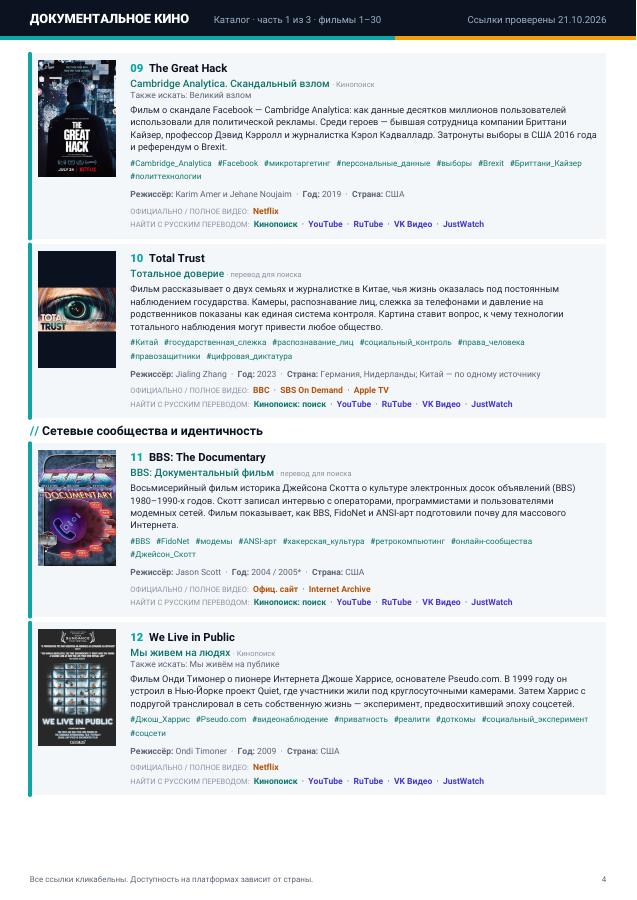 ДОКУМЕНТАЛЬНОЕ КИНО Каталог · часть 1 из 3 · фильмы 1–30 Ссылки проверены 21.10.2026
THE
GREAT
HACK
JULY 24 NETFLIX
09 The Great Hack
Cambridge Analytica. Скандальный взлом · Кинопоиск
Также искать: Великий взлом
Фильм о скандале Facebook — Cambridge Analytica: как данные десятков миллионов пользователей
использовали для политической рекламы. Среди героев — бывшая сотрудница компании Бриттани
Кайзер, профессор Дэвид Кэрролл и журналистка Кэрол Кэдвалладр. Затронуты выборы в США 2016 года
и референдум о Brexit.
#Cambridge_Analytica #Facebook #микротаргетинг #персональные_данные #выборы #Brexit #Бриттани_Кайзер
#политтехнологии
Режиссёр: Karim Amer и Jehane Noujaim · Год: 2019 · Страна: США
ОФИЦИАЛЬНО / ПОЛНОЕ ВИДЕО: Netflix
НАЙТИ С РУССКИМ ПЕРЕВОДОМ: Кинопоиск · YouTube · RuTube · VK Видео · JustWatch
TOTAL
TRUST
10 Total Trust
Тотальное доверие · перевод для поиска
Фильм рассказывает о двух семьях и журналистке в Китае, чья жизнь оказалась под постоянным
наблюдением государства. Камеры, распознавание лиц, слежка за телефонами и давление на
родственников показаны как единая система контроля. Картина ставит вопрос, к чему технологии
тотального наблюдения могут привести любое общество.
#Китай #государственная_слежка #распознавание_лиц #социальный_контроль #права_человека
#правозащитники #цифровая_диктатура
Режиссёр: Jialing Zhang · Год: 2023 · Страна: Германия, Нидерланды; Китай — по одному источнику
ОФИЦИАЛЬНО / ПОЛНОЕ ВИДЕО: BBC · SBS On Demand · Apple TV
НАЙТИ С РУССКИМ ПЕРЕВОДОМ: Кинопоиск: поиск · YouTube · RuTube · VK Видео · JustWatch
// Сетевые сообщества и идентичность
BBS
DOCUMENTARY
11 BBS: The Documentary
BBS: Документальный фильм · перевод для поиска
Восьмисерийный фильм историка Джейсона Скотта о культуре электронных досок объявлений (BBS)
1980–1990-х годов. Скотт записал интервью с операторами, программистами и пользователями
модемных сетей. Фильм показывает, как BBS, FidoNet и ANSI-арт подготовили почву для массового
Интернета.
#BBS #FidoNet #модемы #ANSI-арт #хакерская_культура #ретрокомпьютинг #онлайн-сообщества
#Джейсон_Скотт
Режиссёр: Jason Scott · Год: 2004 / 2005* · Страна: США
ОФИЦИАЛЬНО / ПОЛНОЕ ВИДЕО: Офиц. сайт · Internet Archive
НАЙТИ С РУССКИМ ПЕРЕВОДОМ: Кинопоиск: поиск · YouTube · RuTube · VK Видео · JustWatch
SUNDANCE
WE LIVE IN PUBLIC
12 We Live in Public
Мы живем на людях · Кинопоиск
Также искать: Мы живём на публике
Фильм Онди Тимонер о пионере Интернета Джоше Харрисе, основателе Pseudo.com. В 1999 году он
устроил в Нью-Йорке проект Quiet, где участники жили под круглосуточными камерами. Затем Харрис с
подругой транслировал в сеть собственную жизнь — эксперимент, предвосхитивший эпоху соцсетей.
#Джош_Харрис #Pseudo.com #видеонаблюдение #приватность #реалити #доткомы #социальный_эксперимент
#соцсети
Режиссёр: Ondi Timoner · Год: 2009 · Страна: США
ОФИЦИАЛЬНО / ПОЛНОЕ ВИДЕО: Netflix
НАЙТИ С РУССКИМ ПЕРЕВОДОМ: Кинопоиск · YouTube · RuTube · VK Видео · JustWatch
Все ссылки кликабельны. Доступность на платформах зависит от страны. 4